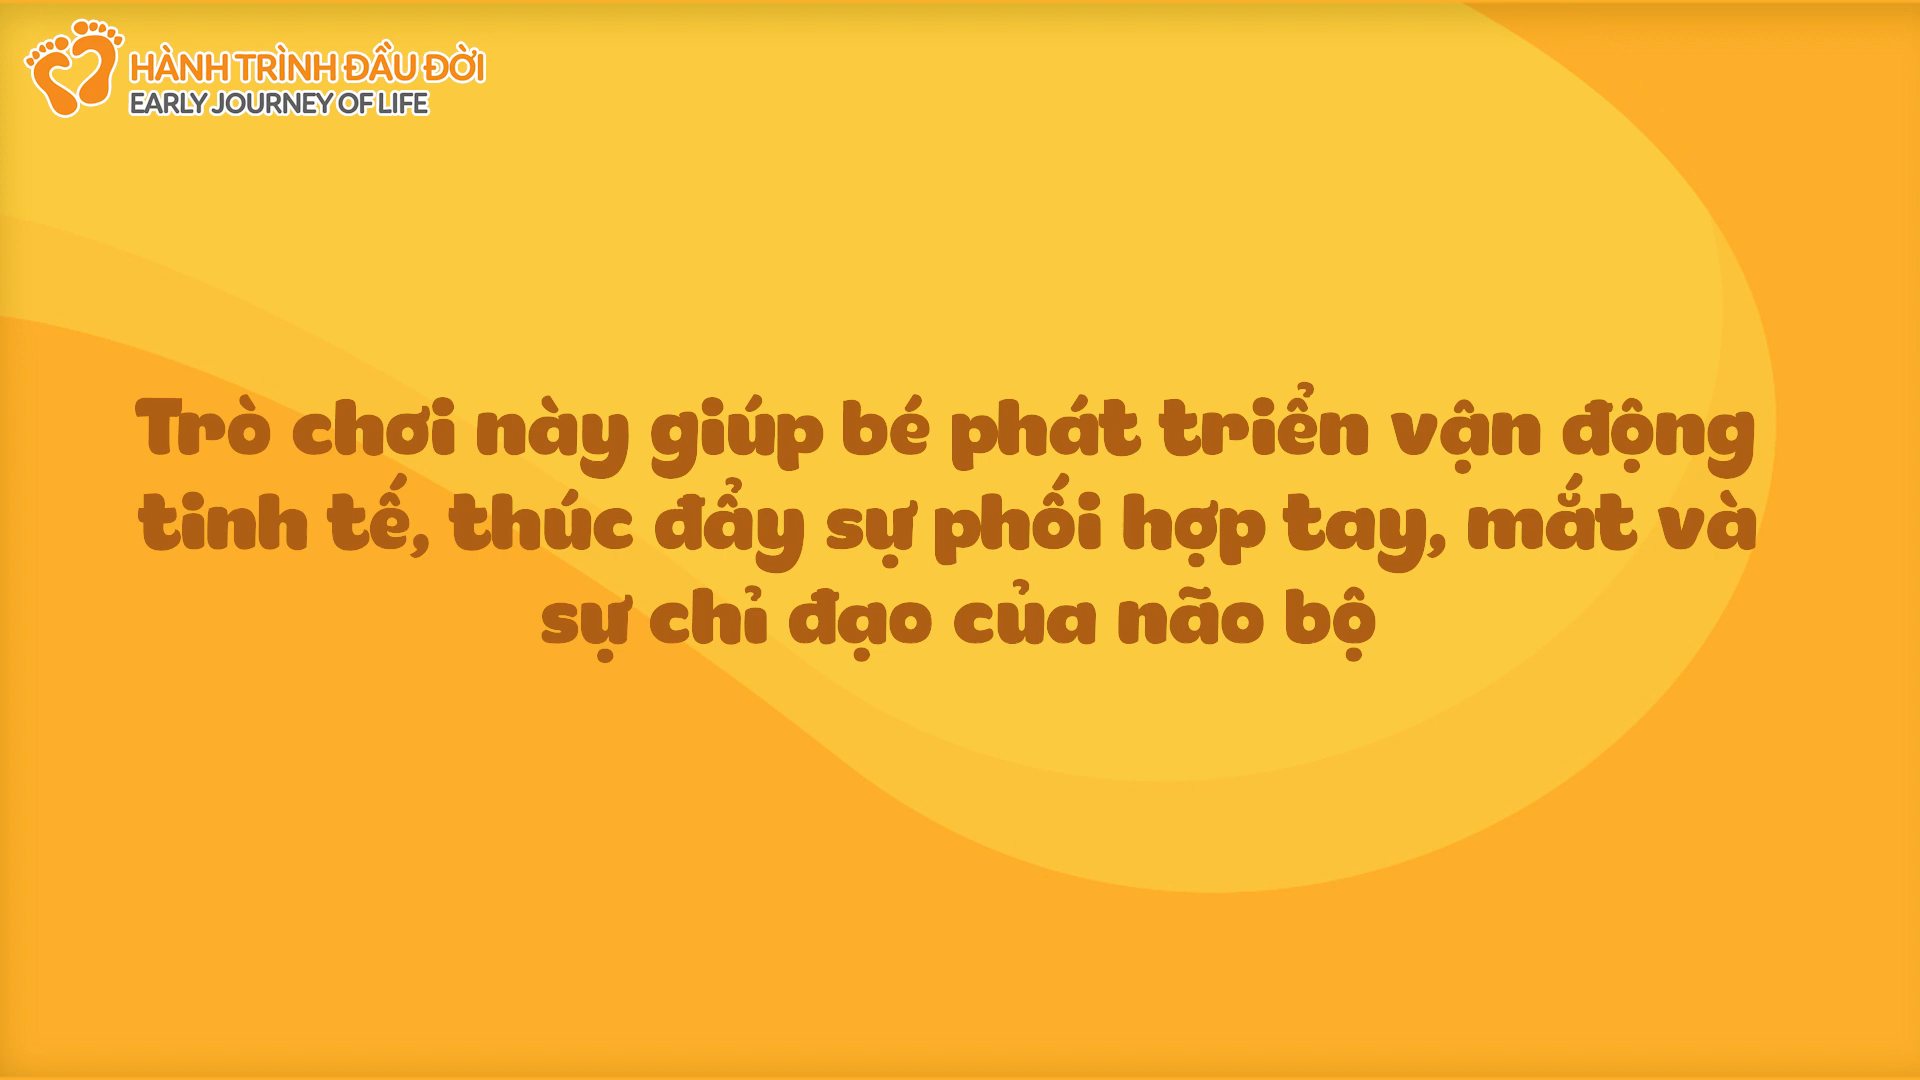 HÀNH TRÌNH ĐẦU ĐỜI
EARLY JOURNEY OF LIFE
Trò chơi này giúp bé phát triển vận động
tinh tế, thúc đẩy sự phối hợp tay, mắt và
sự chỉ đạo của não bộ